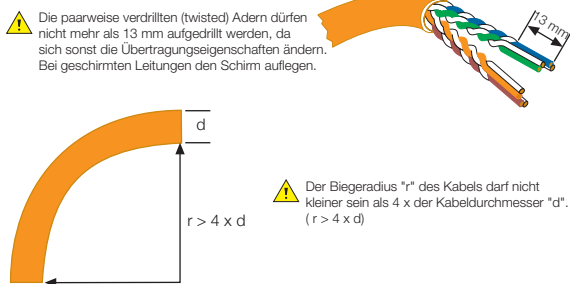 Die paarweise verdrillten (twisted) Adern dürfen
nicht mehr als 13 mm aufgedrillt werden, da
sich sonst die Übertragungseigenschaften ändern.
Bei geschirmten Leitungen den Schirm auflegen.
13 mm
d
r > 4 x d
Der Biegeradius "r" des Kabels darf nicht
kleiner sein als 4 x der Kabeldurchmesser "d".
( r > 4 x d)